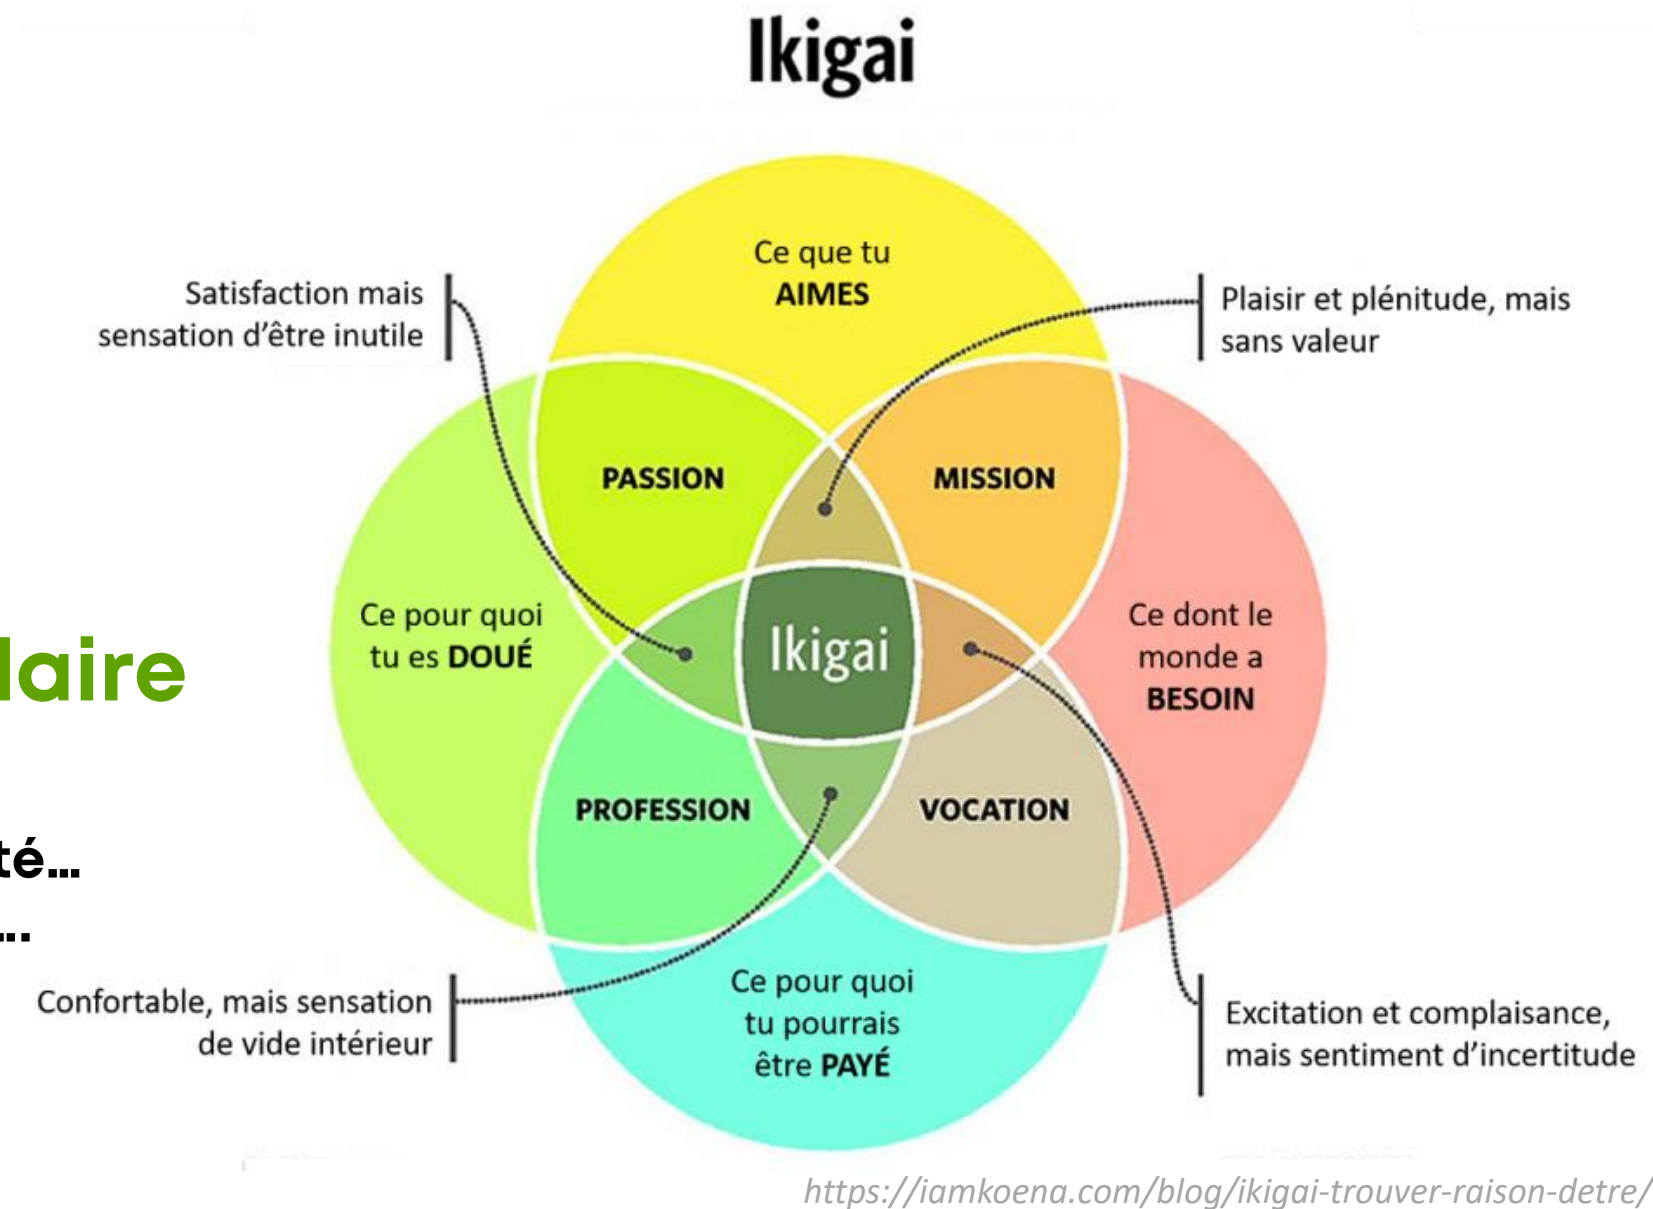 Ikigai
Ce que tu
AIMES
Satisfaction mais
sensation d’être inutile
Plaisir et plénitude, mais
sans valeur
PASSION
MISSION
Ce pour quoi
tu es DOUÉ
Ikigai
Ce dont le
monde a
BESOIN
laire
PROFESSION
VOCATION
té...
...
Confortable, mais sensation
de vide intérieur
Ce pour quoi
tu pourrais
être PAYÉ
Excitation et complaisance,
mais sentiment d’incertitude
https://iamkoena.com/blog/ikigai-trouver-raison-detre/